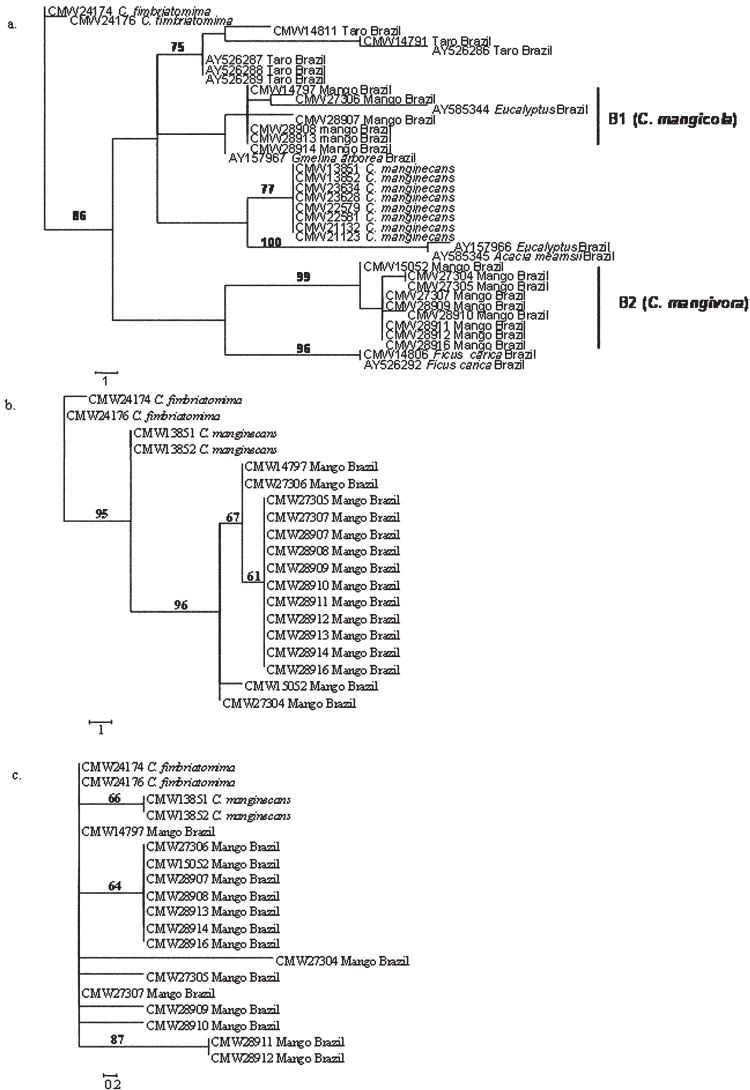 a.
CMW24174 C. fimbriatomima
CMW24176 C. fimbriatomima
75
CMW14811 Taro Brazil
CMW14791 Taro Brazil
AY526286 Taro Brazil
AY526287 Taro Brazil
AY526288 Taro Brazil
AY526289 Taro Brazil
CMW14797 Mango Brazil
CMW27306 Mango Brazil
AY585344 Eucalyptus Brazil
CMW28907 Mango Brazil
CMW28908 mango Brazil
CMW28913 mango Brazil
CMW28914 Mango Brazil
B1 (C. mangicola)
AY157967 Gmelina arborea Brazil
86
77
CMW13851 C. manginecans
CMW13852 C. manginecans
CMW23634 C. manginecans
CMW23628 C. manginecans
CMW22579 C. manginecans
CMW22581 C. manginecans
CMW21132 C. manginecans
CMW21123 C. manginecans
100
AY157966 Eucalyptus Brazil
AY585345 Acacia mearnsii Brazil
99
CMW15052 Mango Brazil
CMW27304 Mango Brazil
CMW27305 Mango Brazil
CMW27307 Mango Brazil
CMW28909 Mango Brazil
CMW28910 Mango Brazil
CMW28911 Mango Brazil
CMW28912 Mango Brazil
CMW28916 Mango Brazil
B2 (C. mangivora)
96
CMW14806 Ficus carica Brazil
AY526292 Ficus carica Brazil
1
b.
CMW24174 C. fimbriatomima
CMW24176 C. fimbriatomima
CMW13851 C. manginecans
CMW13852 C. manginecans
CMW14797 Mango Brazil
CMW27306 Mango Brazil
CMW27305 Mango Brazil
67
CMW27307 Mango Brazil
95
CMW28907 Mango Brazil
CMW28908 Mango Brazil
CMW28909 Mango Brazil
61
CMW28910 Mango Brazil
CMW28911 Mango Brazil
96
CMW28912 Mango Brazil
CMW28913 Mango Brazil
CMW28914 Mango Brazil
CMW28916 Mango Brazil
CMW15052 Mango Brazil
CMW27304 Mango Brazil
1
c.
CMW24174 C. fimbriatomima
CMW24176 C. fimbriatomima
66
CMW13851 C. manginecans
CMW13852 C. manginecans
CMW14797 Mango Brazil
CMW27306 Mango Brazil
CMW15052 Mango Brazil
CMW28907 Mango Brazil
64
CMW28908 Mango Brazil
CMW28913 Mango Brazil
CMW28914 Mango Brazil
CMW28916 Mango Brazil
CMW27304 Mango Brazil
CMW27305 Mango Brazil
CMW27307 Mango Brazil
CMW28909 Mango Brazil
CMW28910 Mango Brazil
87
CMW28911 Mango Brazil
CMW28912 Mango Brazil
0.2